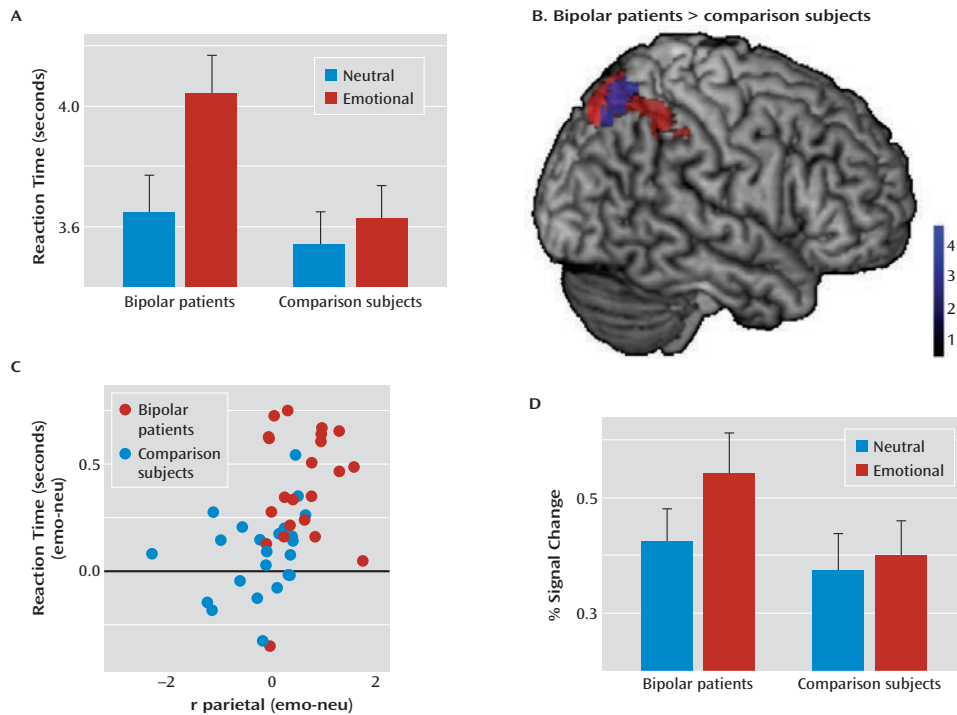 A
Reaction Time (seconds)
4.0
3.6
Neutral
Emotional
Bipolar patients
Comparison subjects
B. Bipolar patients > comparison subjects
4
3
2
1
C
Reaction Time (seconds)
(emo-neu)
0.5
0.0
Bipolar
patients
Comparison
subjects
−2
0
2
r parietal (emo-neu)
D
% Signal Change
0.5
0.3
Neutral
Emotional
Bipolar patients
Comparison subjects